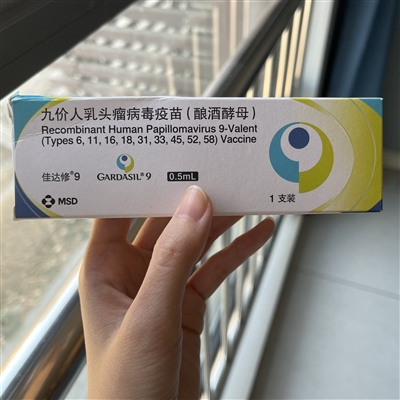 九价人乳头瘤病毒疫苗（酿酒酵母）
Recombinant Human Papillomavirus 9-Valent
(Types 6, 11, 16, 18, 31, 33, 45, 52, 58) Vaccine
佳达修®9 GARDASIL®9 0.5mL
MSD
1 支装